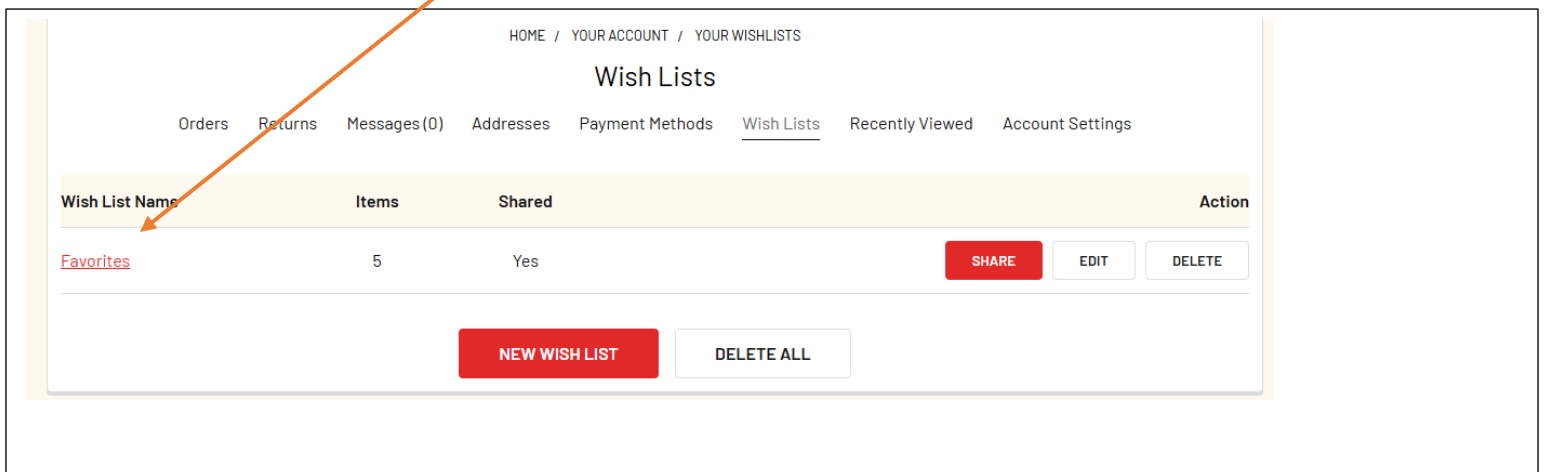 HOME / YOUR ACCOUNT / YOUR WISHLISTS
Wish Lists
Orders Returns Messages (0) Addresses Payment Methods Wish Lists Recently Viewed Account Settings
Wish List Name Items Shared Action
Favorites 5 Yes SHARE EDIT DELETE
NEW WISH LIST DELETE ALL